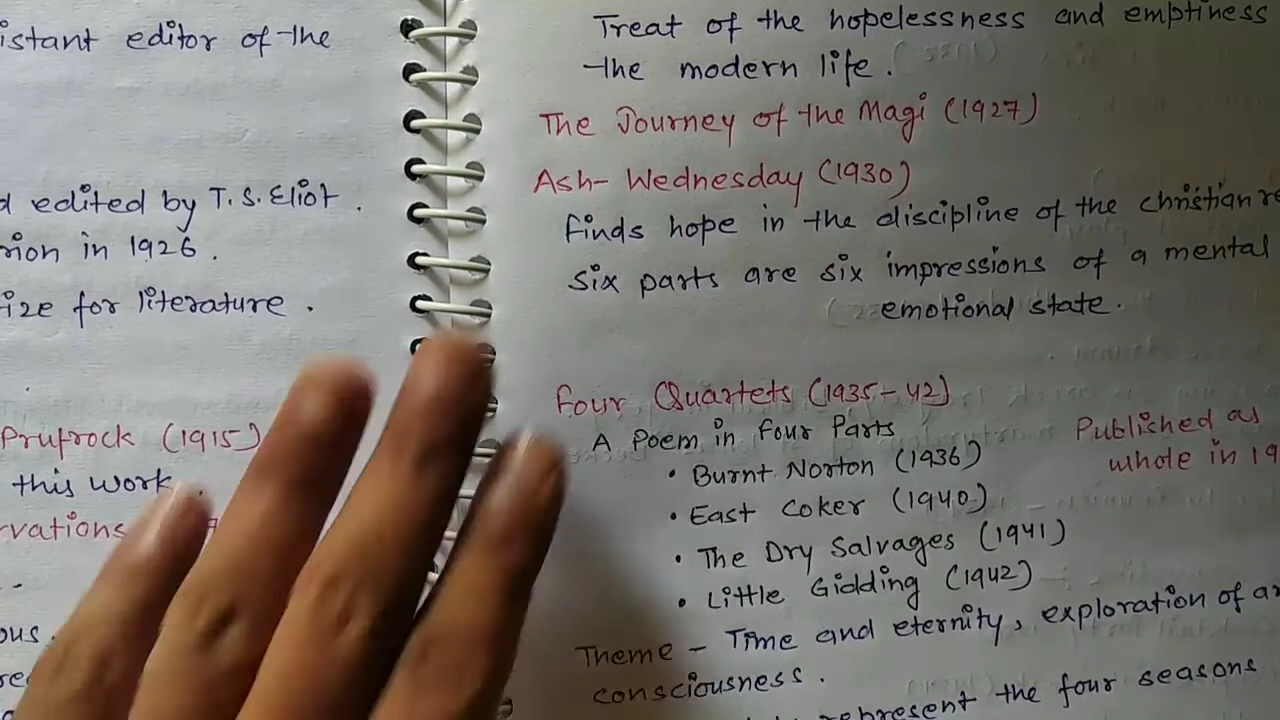 istant editor of the
d edited by T.S. Eliot.
rion in 1926.
ize for literature.
Prufrock (1915)
this work.
rvations
ous.
Treat of the hopelessness and emptiness
the modern life.
The Journey of the Magi (1927)
Ash-Wednesday (1930)
finds hope in the discipline of the christian re
six parts are six impressions of a mental
emotional state.
Four Quartets (1935-42)
A Poem in Four Parts
Published as
whole in 19
• Burnt Norton (1936)
• East Coker (1940)
• The Dry Salvages (1941)
• Little Gidding (1942)
Theme - Time and eternity, exploration of a
consciousness.
represent the four seasons